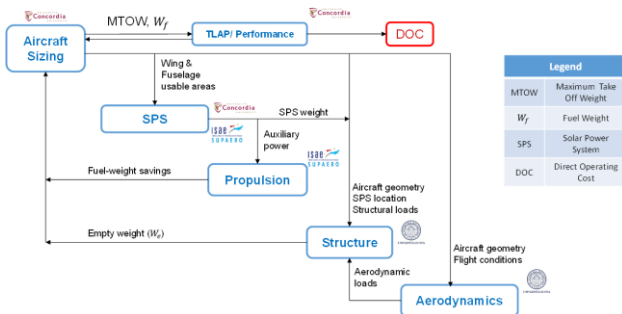 Concordia
Aircraft
Sizing
MTOW, W_f
TLAP/ Performance
Concordia
DOC
Wing &
Fuselage
usable areas
SPS
Concordia
SPS weight
isae
SUPAERO
Auxiliary
power
isae
SUPAERO
Fuel-weight savings
Propulsion
Aircraft geometry
SPS location
Structural loads
Empty weight (W_e)
Structure
Aerodynamic
loads
Aircraft geometry
Flight conditions
Aerodynamics
Legend
MTOW
Maximum Take
Off Weight
W_f
Fuel Weight
SPS
Solar Power
System
DOC
Direct Operating
Cost